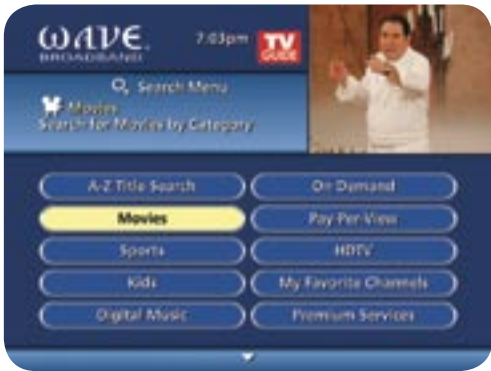 WAVE
BROADBAND
7:03pm
TV
GUIDE
Search Menu
Movies
Search for Movies by Category
A-Z Title Search
On Demand
Movies
Pay-Per-View
Sports
HDTV
Kids
My Favorite Channels
Digital Music
Premium Services